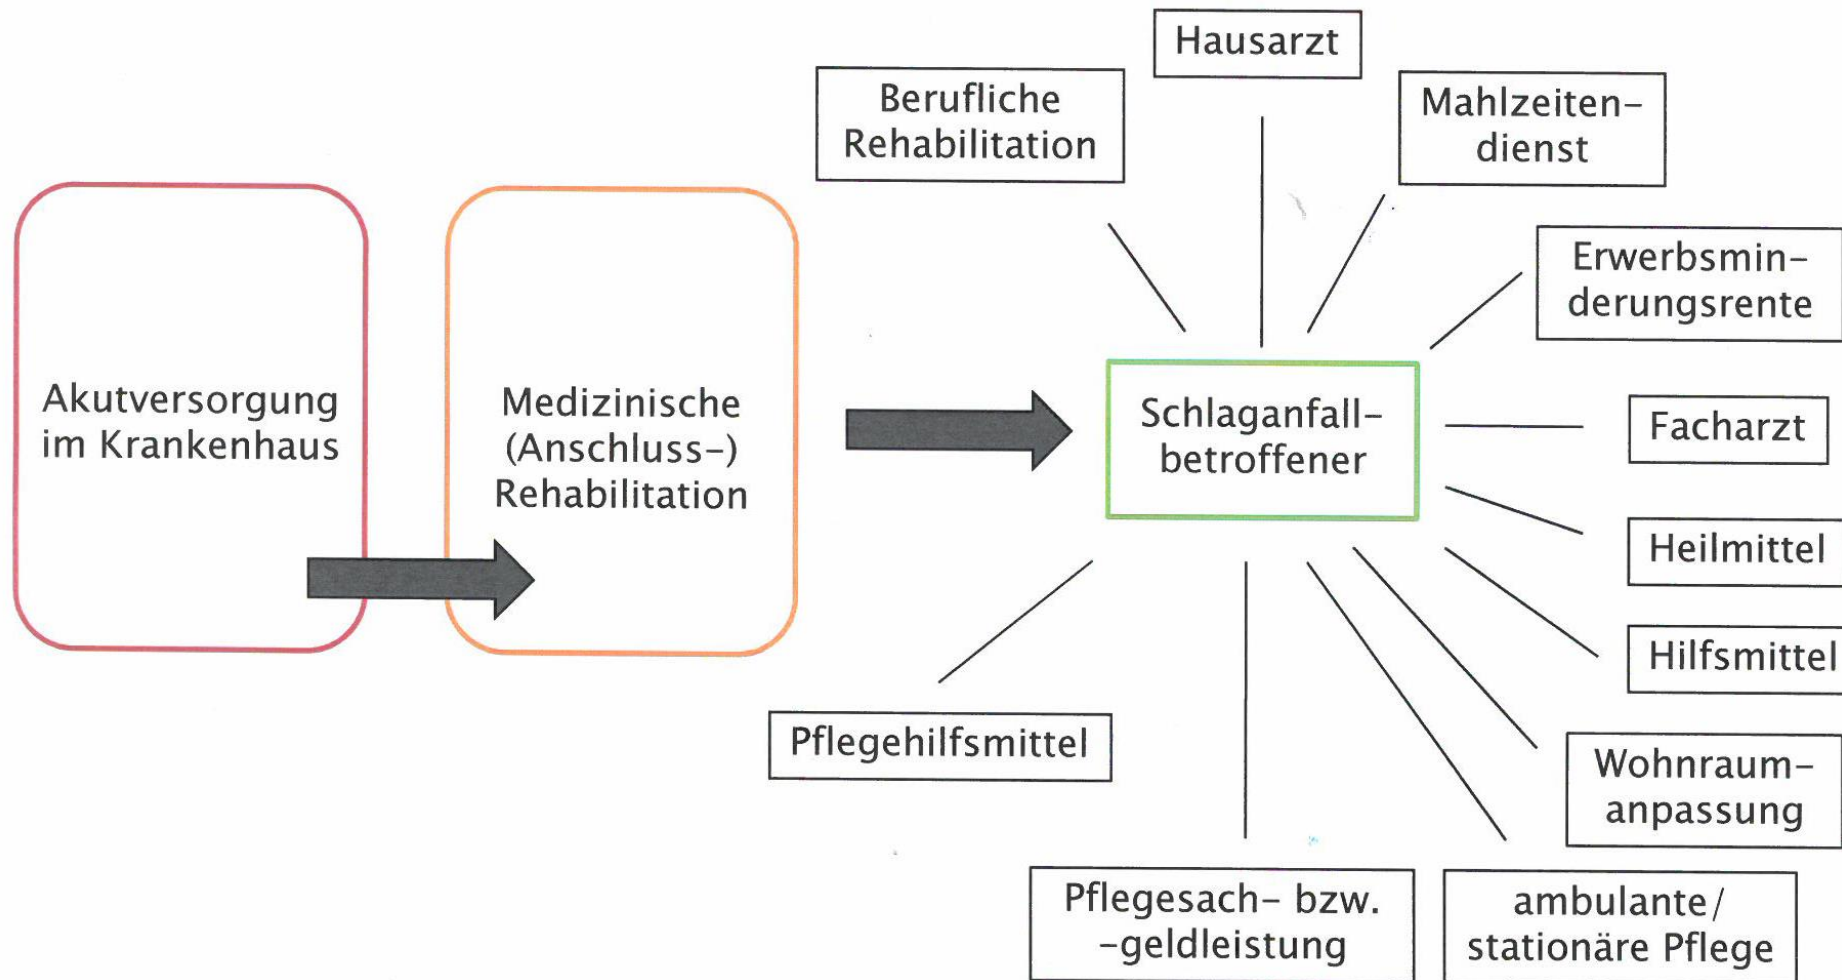 Hausarzt
Berufliche
Rehabilitation
Mahlzeiten-
dienst
Erwerbsmin-
derungsrente
Akutversorgung
im Krankenhaus
Medizinische
(Anschluss-)
Rehabilitation
Schlaganfall-
betroffener
Facharzt
Heilmittel
Hilfsmittel
Pflegehilfsmittel
Wohnraum-
anpassung
Pflegesach- bzw.
-geldleistung
ambulante/
stationäre Pflege